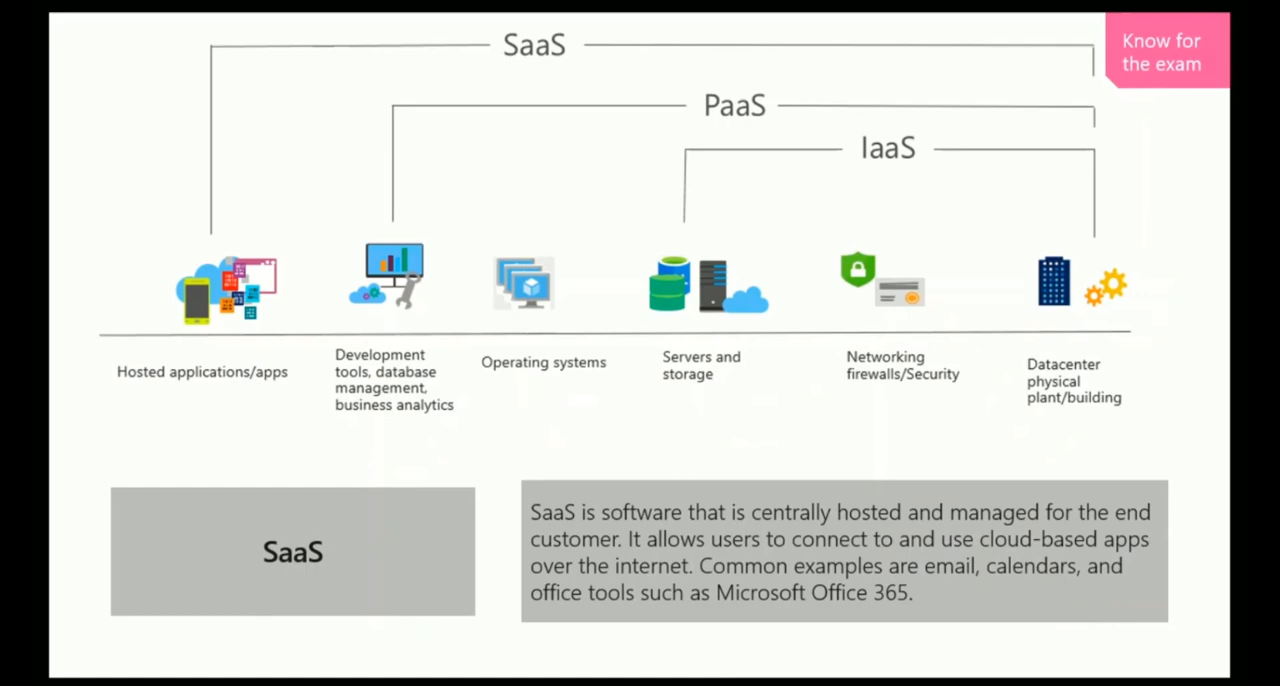 SaaS
Know for
the exam
PaaS
IaaS
Hosted applications/apps
Development
tools, database
management,
business analytics
Operating systems
Servers and
storage
Networking
firewalls/Security
Datacenter
physical
plant/building
SaaS
SaaS is software that is centrally hosted and managed for the end
customer. It allows users to connect to and use cloud-based apps
over the internet. Common examples are email, calendars, and
office tools such as Microsoft Office 365.